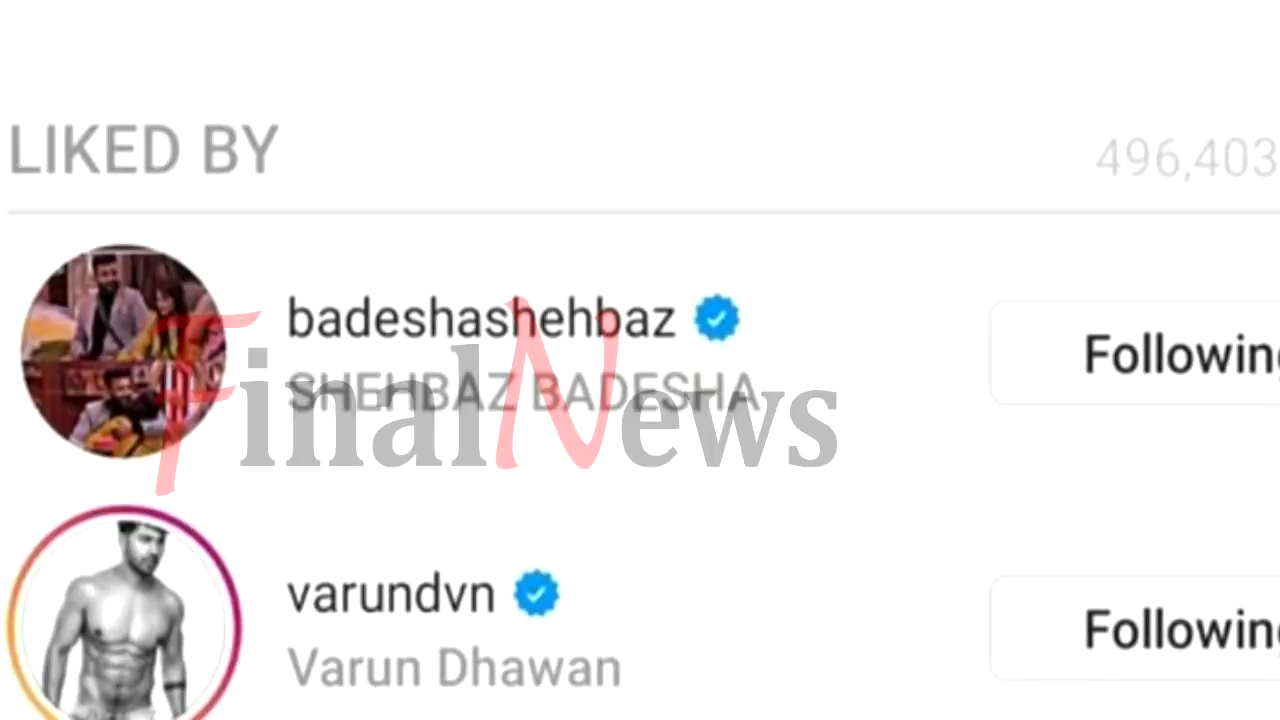 LIKED BY
496,403
badeshashehbaz
Following
SHEHBAZ BADESHA
FinalNews
varundvn
Following
Varun Dhawan